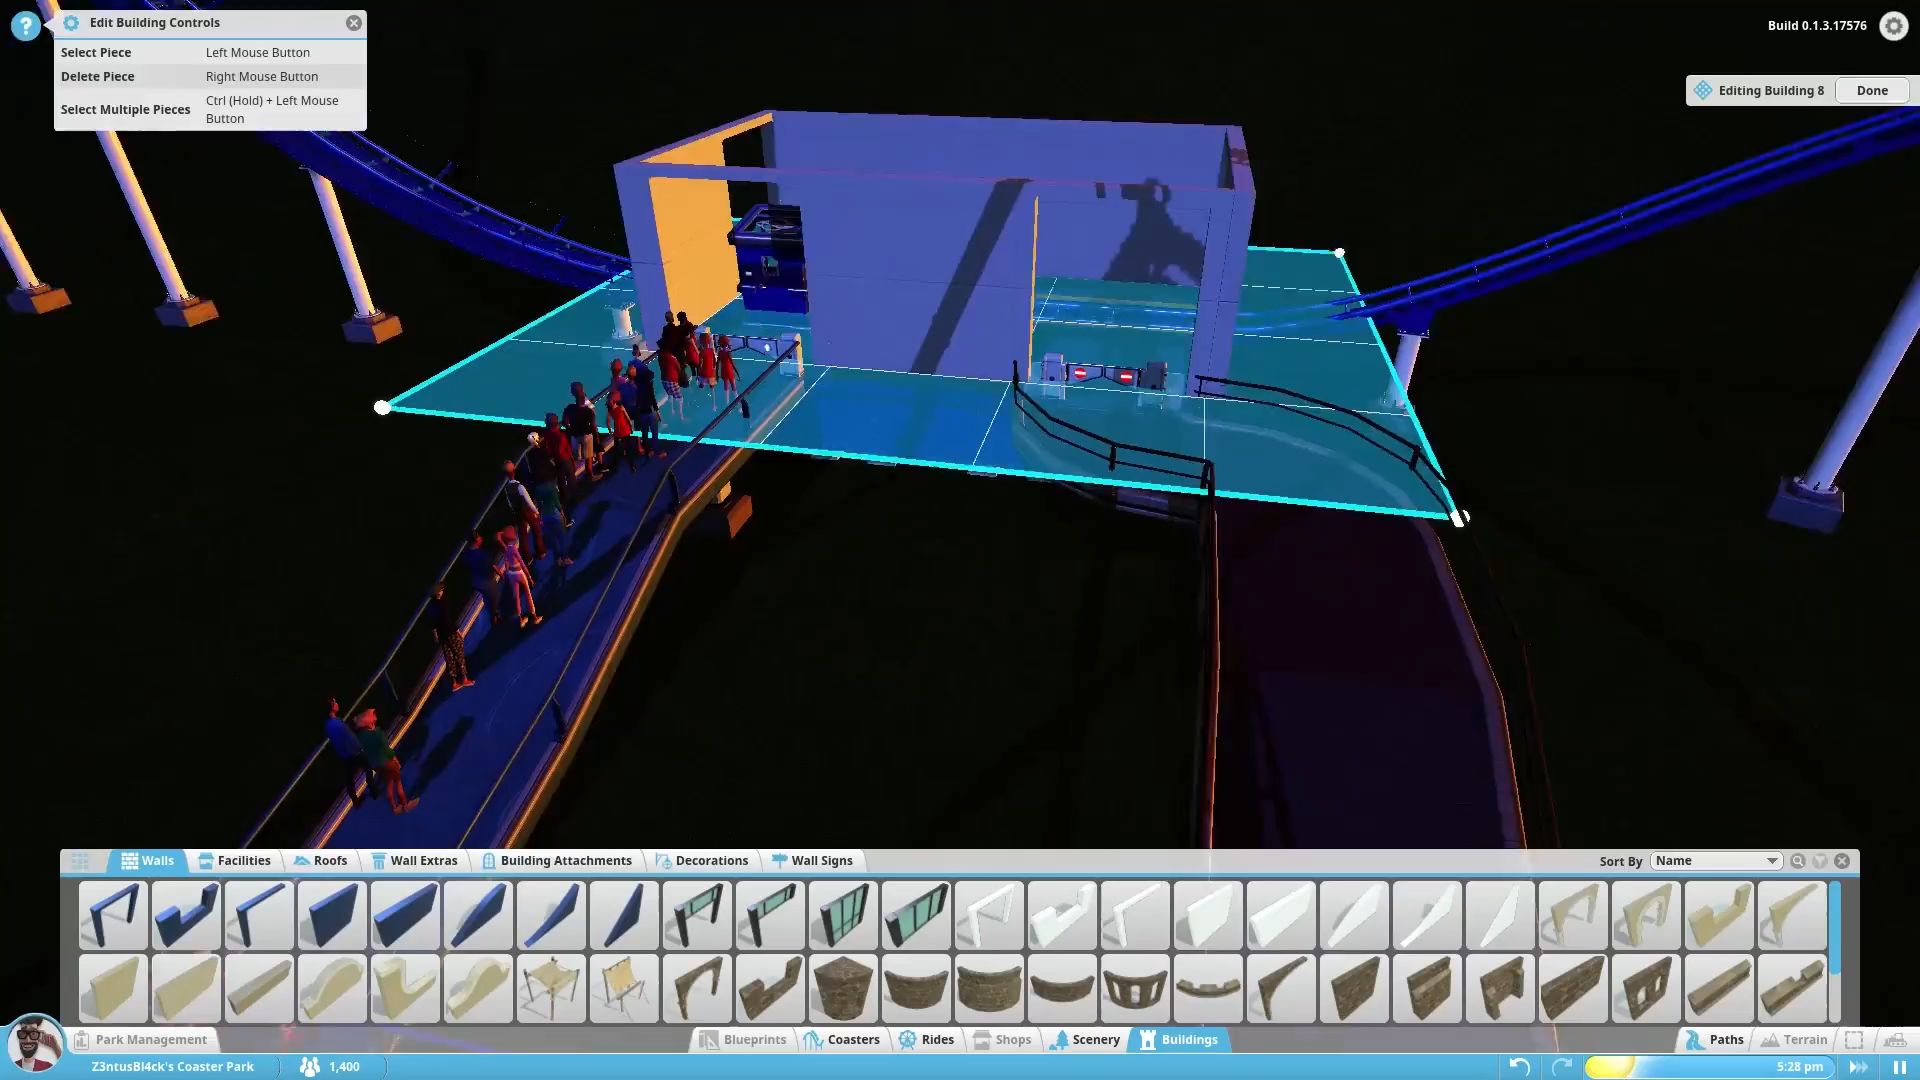 ?
Edit Building Controls
Select Piece Left Mouse Button
Delete Piece Right Mouse Button
Select Multiple Pieces Ctrl (Hold) + Left Mouse
Button
Build 0.1.3.17576
Editing Building 8 Done
Walls Facilities Roofs Wall Extras Building Attachments Decorations Wall Signs Sort By Name
Park Management Blueprints Coasters Rides Shops Scenery Buildings Paths Terrain
Z3ntusBl4ck's Coaster Park 1,400 5:28 pm